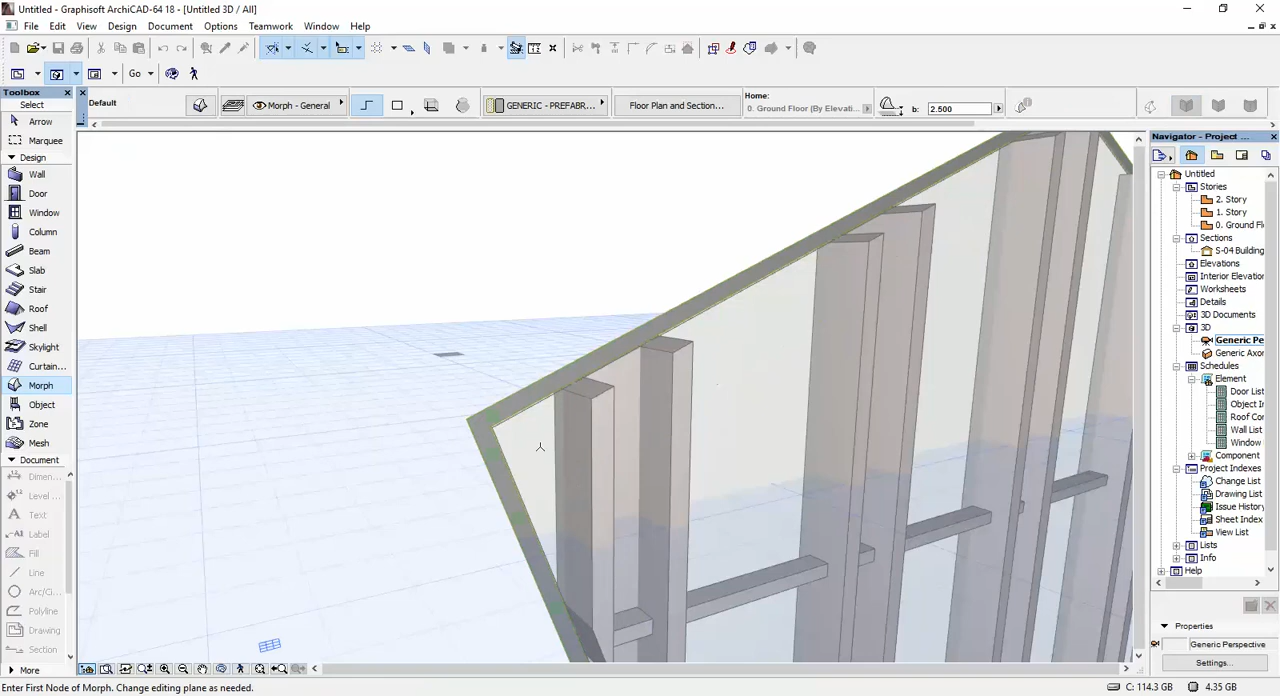 Untitled - Graphisoft ArchiCAD-64 18 - [Untitled 3D / All]
File Edit View Design Document Options Teamwork Window Help
Go
Toolbox
Select
Arrow
Marquee
Design
Wall
Door
Window
Column
Beam
Slab
Stair
Roof
Shell
Skylight
Curtain...
Morph
Object
Zone
Mesh
Document
Dimen...
Level ...
Text
A1 Label
Fill
Line
Arc/Ci...
Polyline
Drawing
Section
More
Default
Morph - General
GENERIC - PREFABR...
Floor Plan and Section...
Home:
0. Ground Floor (By Elevati...
b: 2.500
Navigator - Project ...
Untitled
Stories
2. Story
1. Story
0. Ground Fl
Sections
S-04 Building
Elevations
Interior Elevation
Worksheets
Details
3D Documents
3D
Generic Pe
Generic Axor
Schedules
Element
Door List
Object In
Roof Co
Wall List
Window
Component
Project Indexes
Change List
Drawing List
Issue History
Sheet Index
View List
Lists
Info
Help
Properties
Generic Perspective
Settings...
Enter First Node of Morph. Change editing plane as needed.
C: 114.3 GB
4.35 GB